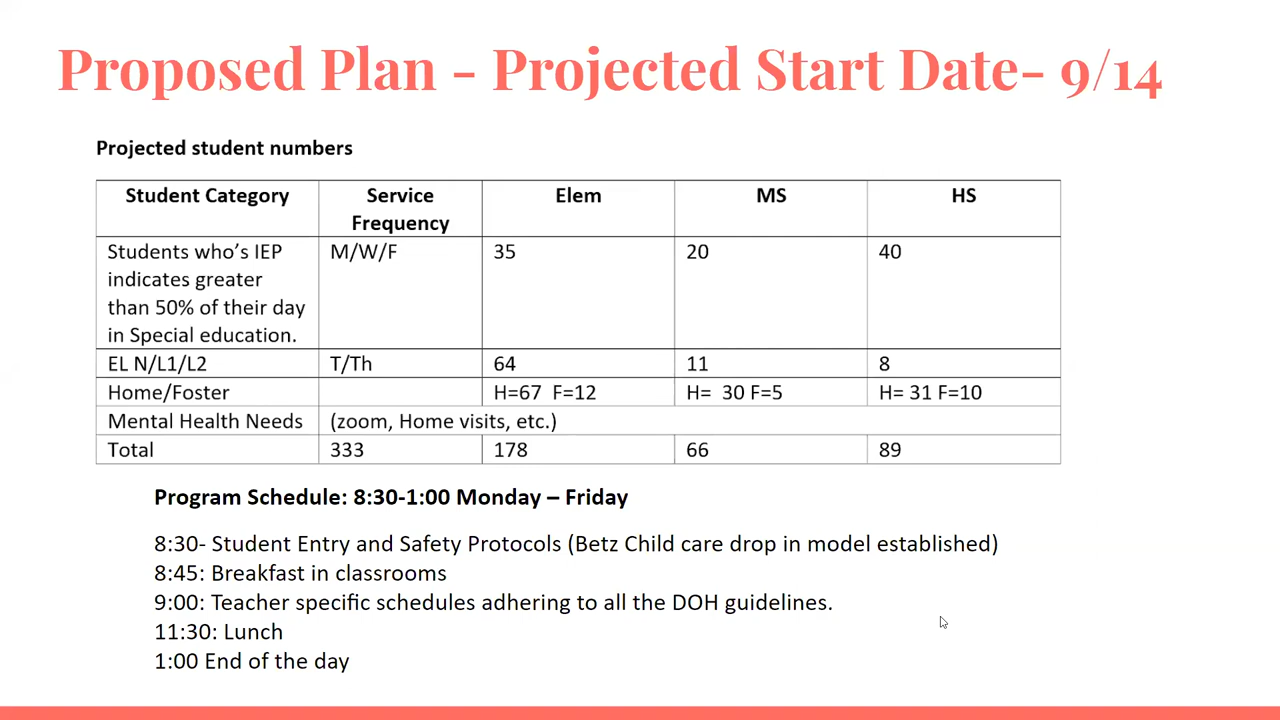 Proposed Plan - Projected Start Date- 9/14
Projected student numbers
Student Category Service Frequency Elem MS HS
Students who's IEP indicates greater than 50% of their day in Special education. M/W/F 35 20 40
EL N/L1/L2 T/Th 64 11 8
Home/Foster H=67 F=12 H= 30 F=5 H= 31 F=10
Mental Health Needs (zoom, Home visits, etc.)
Total 333 178 66 89
Program Schedule: 8:30-1:00 Monday – Friday
8:30- Student Entry and Safety Protocols (Betz Child care drop in model established)
8:45: Breakfast in classrooms
9:00: Teacher specific schedules adhering to all the DOH guidelines.
11:30: Lunch
1:00 End of the day